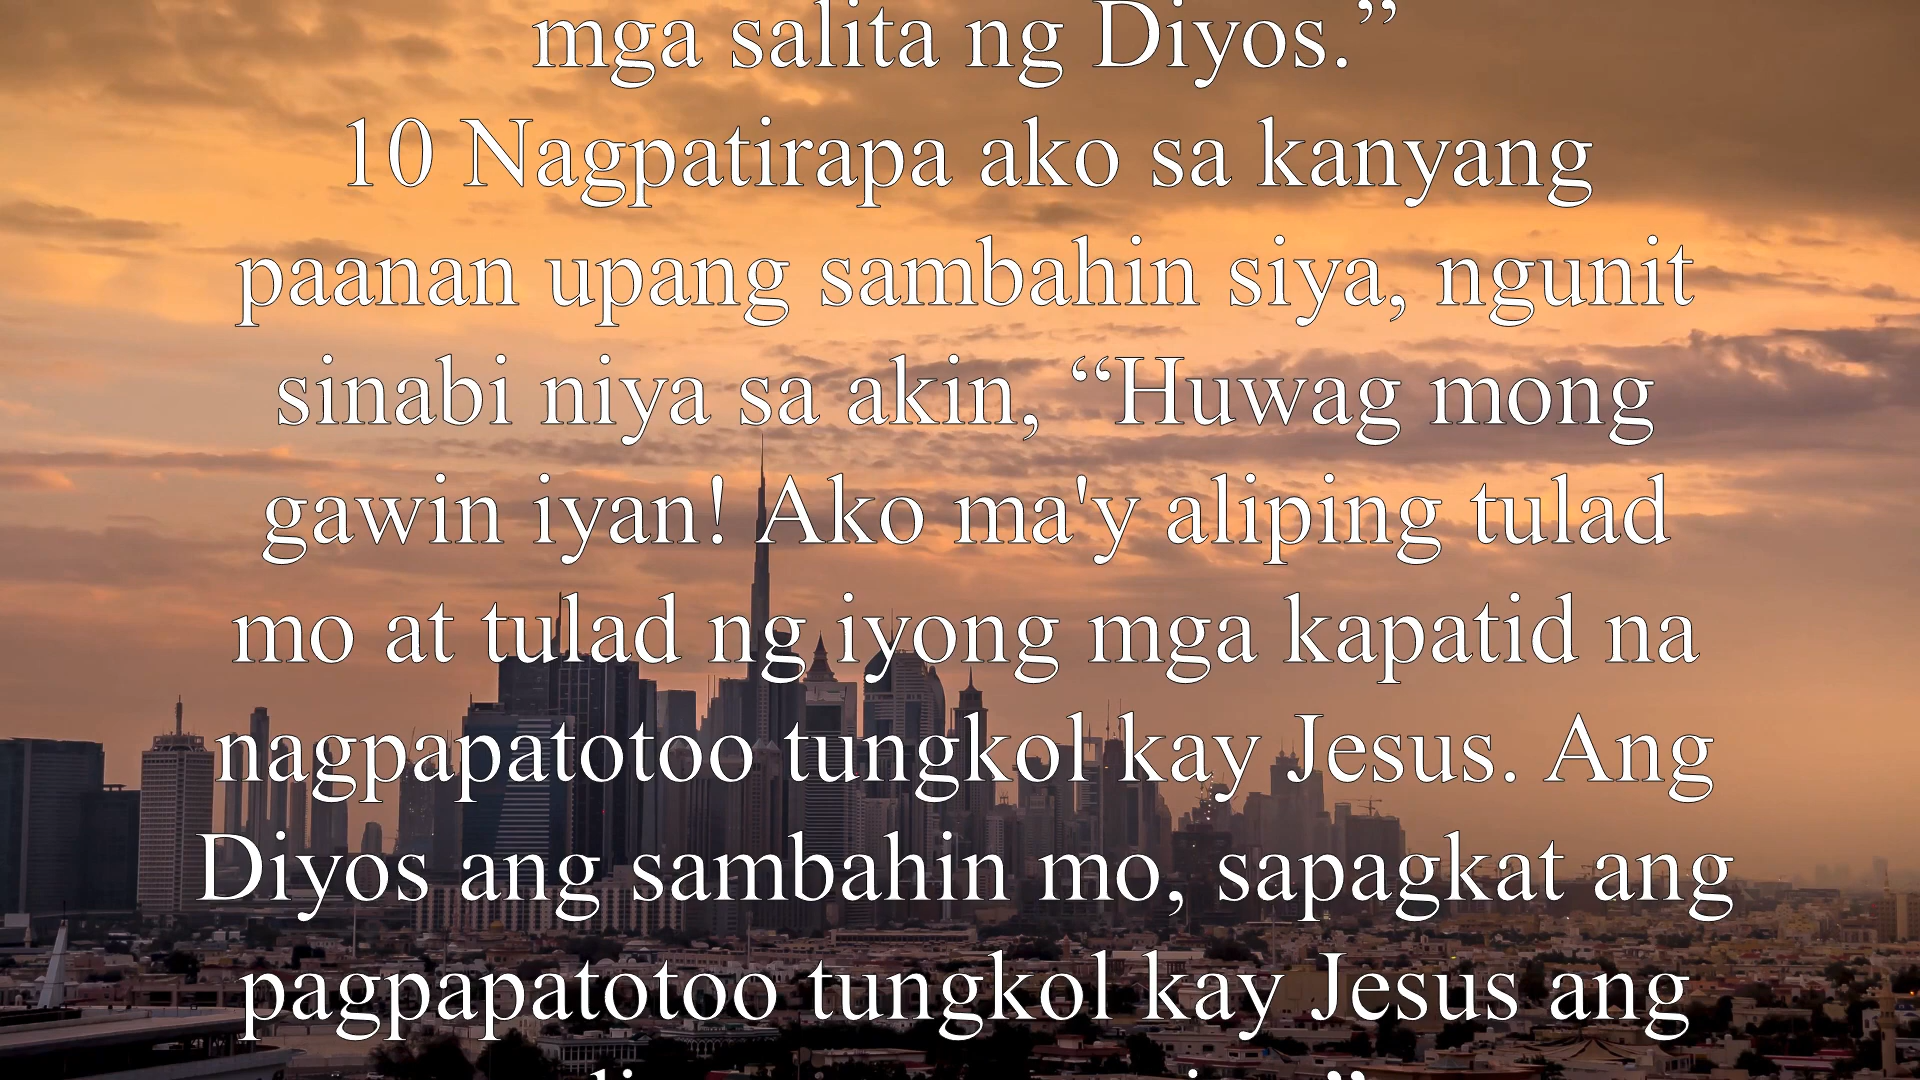 mga salita ng Diyos.”
10 Nagpatirapa ako sa kanyang
paanan upang sambahin siya, ngunit
sinabi niya sa akin, “Huwag mong
gawin iyan! Ako ma'y aliping tulad
mo at tulad ng iyong mga kapatid na
nagpapatotoo tungkol kay Jesus. Ang
Diyos ang sambahin mo, sapagkat ang
pagpapatotoo tungkol kay Jesus ang